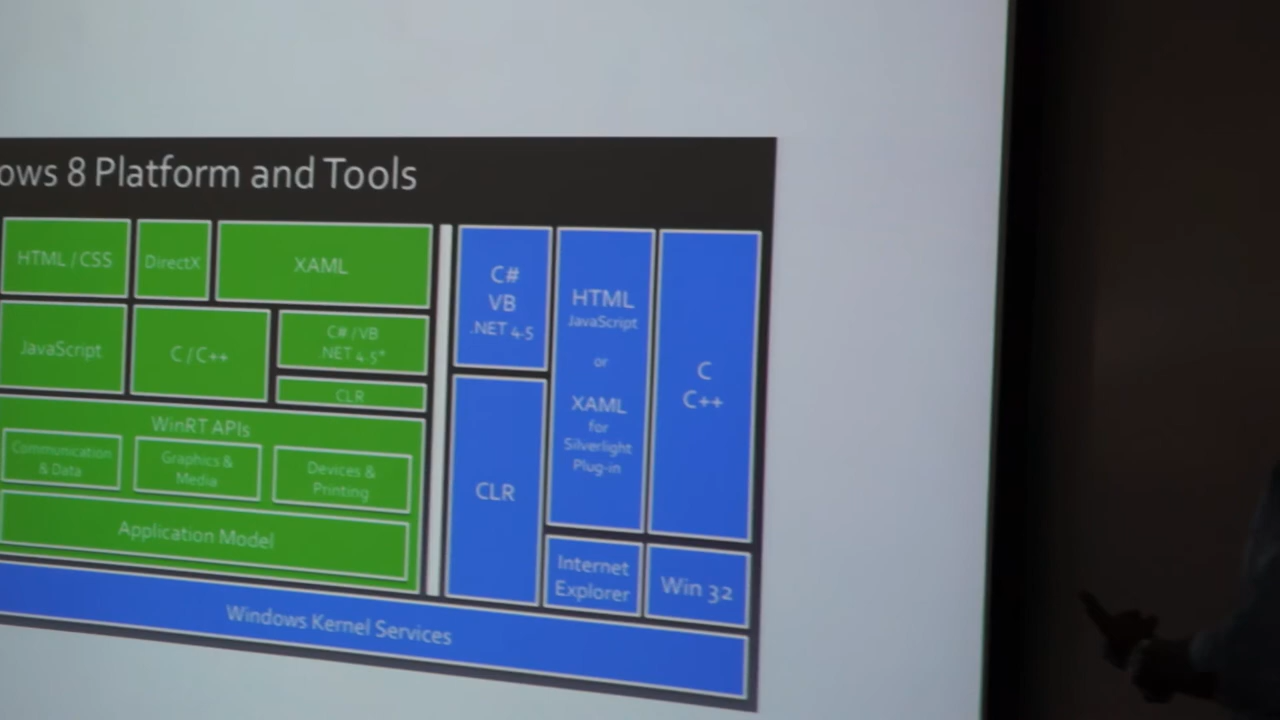 ows 8 Platform and Tools
HTML / CSS
DirectX
XAML
JavaScript
C / C++
C# / VB
.NET 4.5*
CLR
WinRT APIs
Communication
& Data
Graphics &
Media
Devices &
Printing
Application Model
C#
VB
.NET 4.5
CLR
HTML
JavaScript
or
XAML
for
Silverlight
Plug-in
C
C++
Internet
Explorer
Win 32
Windows Kernel Services